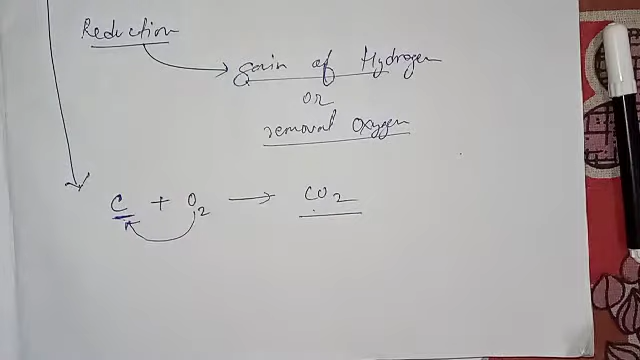 Reduction
gain of Hydrogen
or
removal Oxygen
C + O2 → CO2